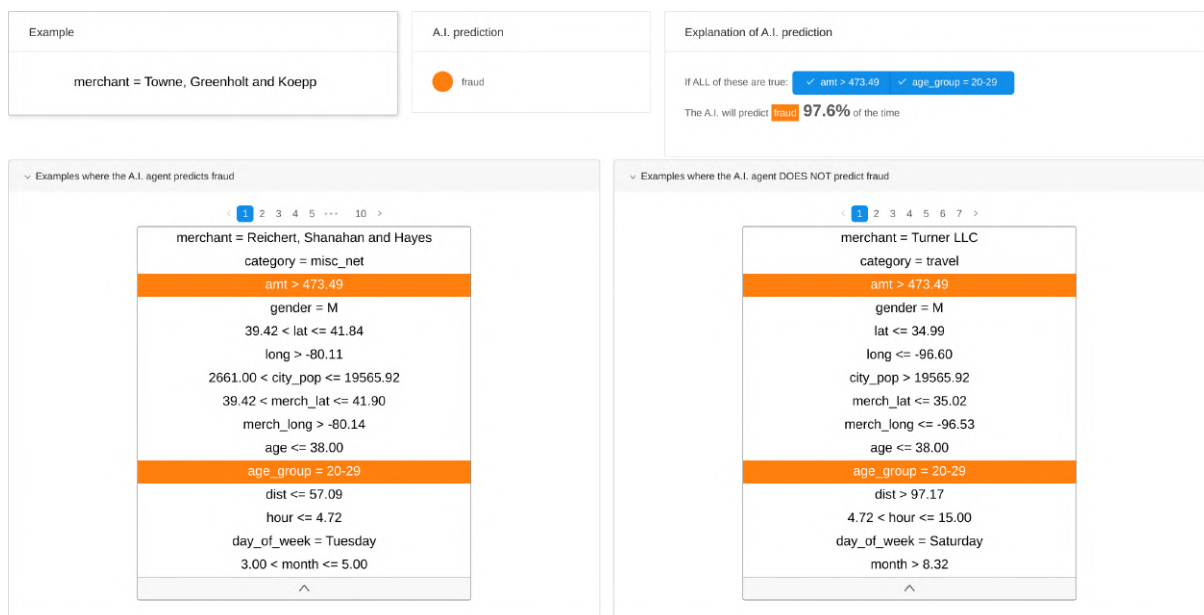 Example
merchant = Towne, Greenholt and Koepp
A.I. prediction
fraud
Explanation of A.I. prediction
If ALL of these are true: amt > 473.49 age_group = 20-29
The A.I. will predict fraud 97.6% of the time
Examples where the A.I. agent predicts fraud
1 2 3 4 5 ••• 10
merchant = Reichert, Shanahan and Hayes
category = misc_net
amt > 473.49
gender = M
39.42 < lat <= 41.84
long > -80.11
2661.00 < city_pop <= 19565.92
39.42 < merch_lat <= 41.90
merch_long > -80.14
age <= 38.00
age_group = 20-29
dist <= 57.09
hour <= 4.72
day_of_week = Tuesday
3.00 < month <= 5.00
Examples where the A.I. agent DOES NOT predict fraud
1 2 3 4 5 6 7
merchant = Turner LLC
category = travel
amt > 473.49
gender = M
lat <= 34.99
long <= -96.60
city_pop > 19565.92
merch_lat <= 35.02
merch_long <= -96.53
age <= 38.00
age_group = 20-29
dist > 97.17
4.72 < hour <= 15.00
day_of_week = Saturday
month > 8.32